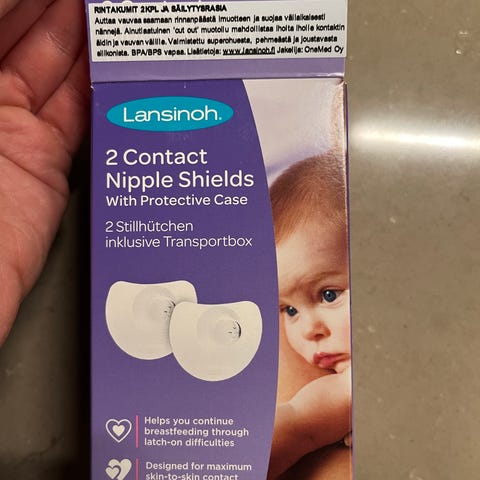 RINTAKUMIT 2KPL JA SÄILYTYSRASIA
Auttaa vauvaa saamaan rinnanpäästä imuotteen ja suojaa väliaikaisesti
nännejä. Ainutlaatuinen 'cut out' muotoilu mahdollistaa iholta iholle kontaktin
äidin ja vauvan välille. Valmistettu superohuesta, pehmeästä ja joustavasta
silikonista. BPA/BPS vapaa. Lisätietoja: www.lansinoh.fi Jakelija: OneMed Oy
Lansinoh®
2 Contact
Nipple Shields
With Protective Case
2 Stillhütchen
inklusive Transportbox
Helps you continue
breastfeeding through
latch-on difficulties
Designed for maximum
skin-to-skin contact